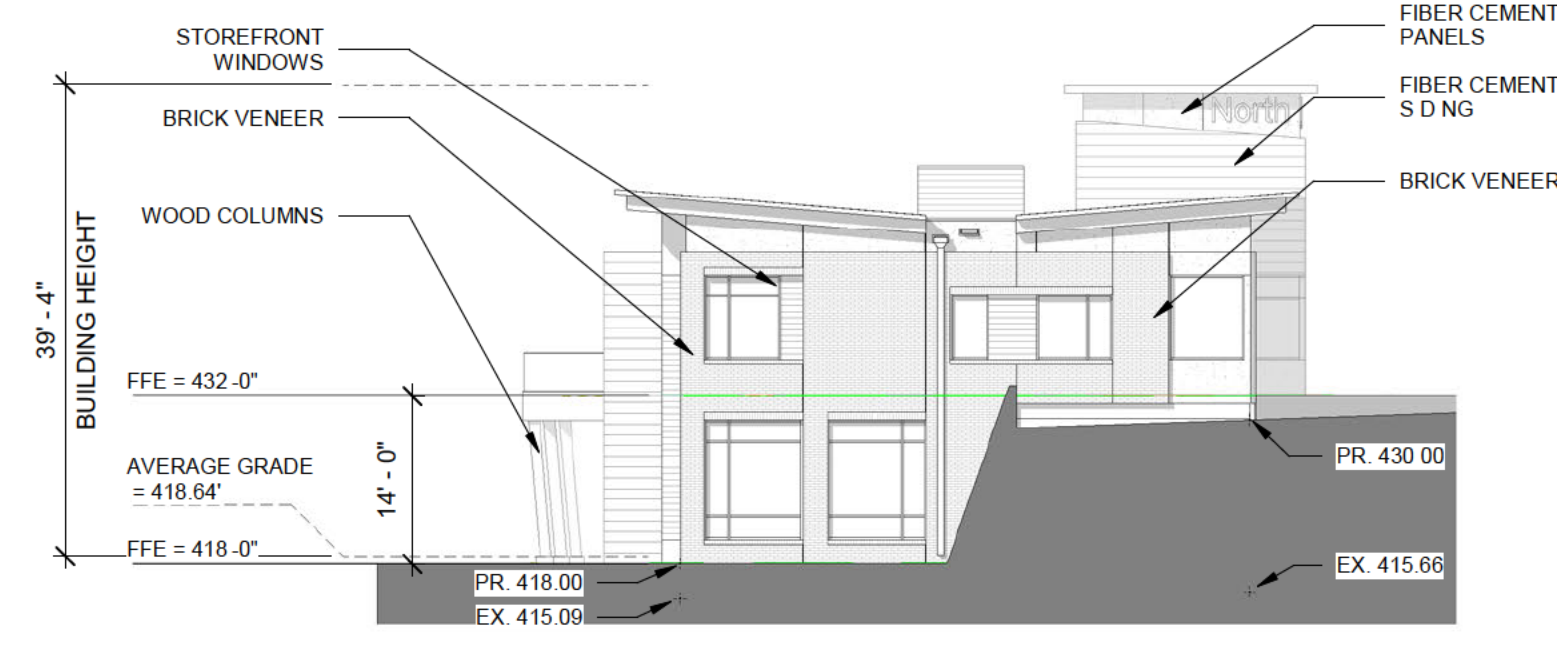 FIBER CEMENT
PANELS
STOREFRONT
WINDOWS
FIBER CEMENT
S D NG
North
BRICK VENEER
BRICK VENEER
WOOD COLUMNS
39' - 4"
BUILDING HEIGHT
FFE = 432 -0"
14' - 0"
AVERAGE GRADE
= 418.64'
PR. 430 00
FFE = 418 -0"
EX. 415.66
PR. 418.00
EX. 415.09